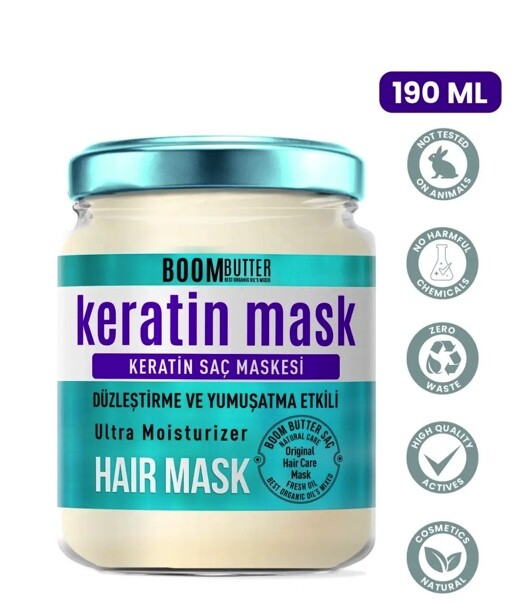 190 ML
NOT TESTED
ON ANIMALS
NO HARMFUL
CHEMICALS
ZERO
WASTE
HIGH QUALITY
ACTIVES
COSMETICS
NATURAL
BOOMBUTTER
BEST ORGANIC OIL'S MIXED
keratin mask
KERATİN SAÇ MASKESİ
DÜZLEŞTİRME VE YUMUŞATMA ETKİLİ
Ultra Moisturizer
HAIR MASK
BOOM BUTTER SAÇ
NATURAL CARE
Original
Hair Care
Mask
FRESH OIL
BEST ORGANIC OIL'S MIXED